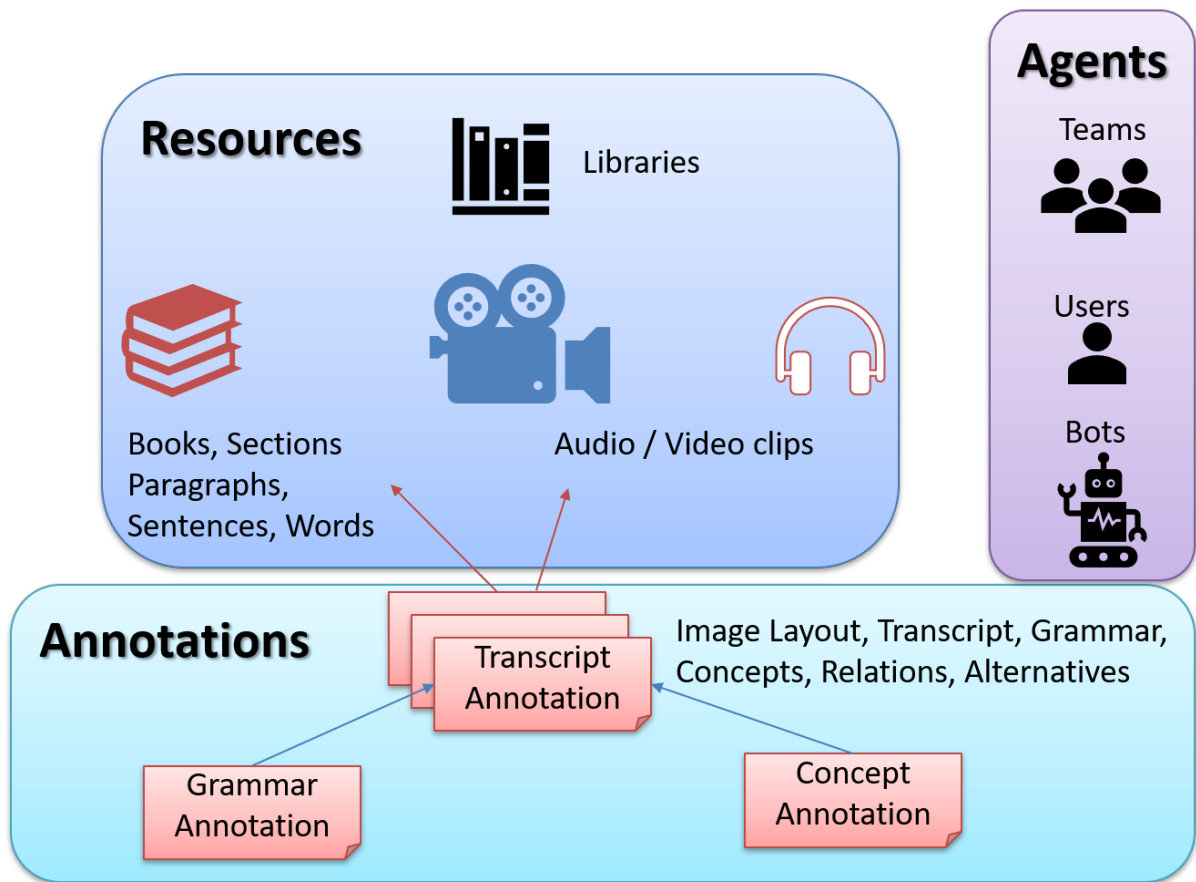 Resources
Libraries
Books, Sections
Paragraphs,
Sentences, Words
Audio / Video clips
Agents
Teams
Users
Bots
Annotations
Transcript
Annotation
Image Layout, Transcript, Grammar,
Concepts, Relations, Alternatives
Grammar
Annotation
Concept
Annotation